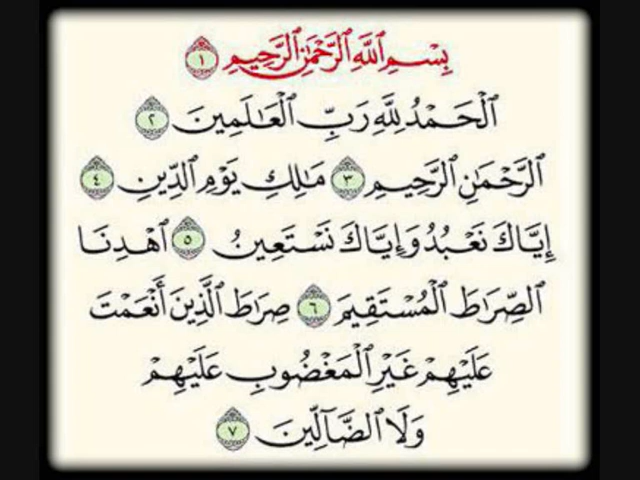 بِسْمِ ٱللَّهِ ٱلرَّحْمَٰنِ ٱلرَّحِيمِ ١
ٱلْحَمْدُ لِلَّهِ رَبِّ ٱلْعَٰلَمِينَ ٢
ٱلرَّحْمَٰنِ ٱلرَّحِيمِ ٣ مَٰلِكِ يَوْمِ ٱلدِّينِ ٤
إِيَّاكَ نَعْبُدُ وَإِيَّاكَ نَسْتَعِينُ ٥ ٱهْدِنَا
ٱلصِّرَٰطَ ٱلْمُسْتَقِيمَ ٦ صِرَٰطَ ٱلَّذِينَ أَنْعَمْتَ
عَلَيْهِمْ غَيْرِ ٱلْمَغْضُوبِ عَلَيْهِمْ
وَلَا ٱلضَّآلِّينَ ٧